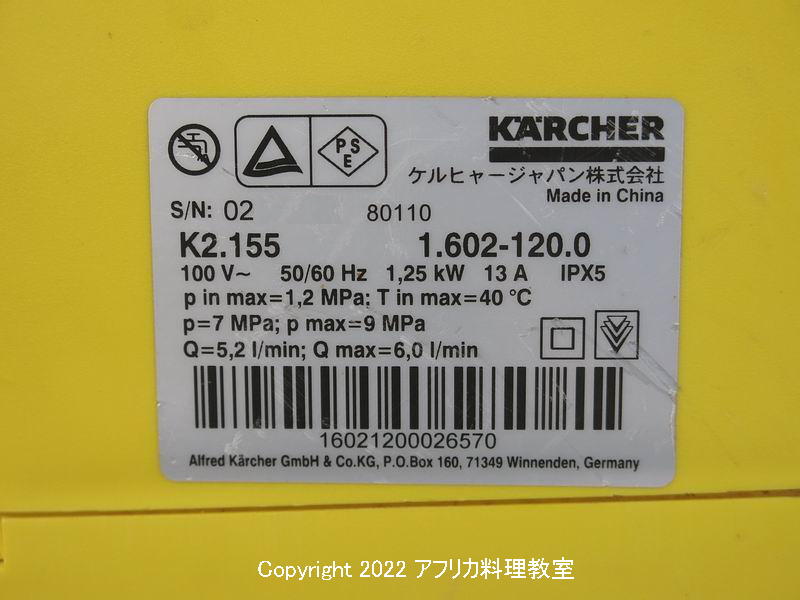 PSE
KÄRCHER
ケルヒャージャパン株式会社
Made in China
S/N: 02 80110
K2.155 1.602-120.0
100 V~ 50/60 Hz 1,25 kW 13 A IPX5
p in max=1,2 MPa; T in max=40 °C
p=7 MPa; p max=9 MPa
Q=5,2 l/min; Q max=6,0 l/min
16021200026570
Alfred Kärcher GmbH & Co.KG, P.O.Box 160, 71349 Winnenden, Germany
Copyright 2022 アフリカ料理教室